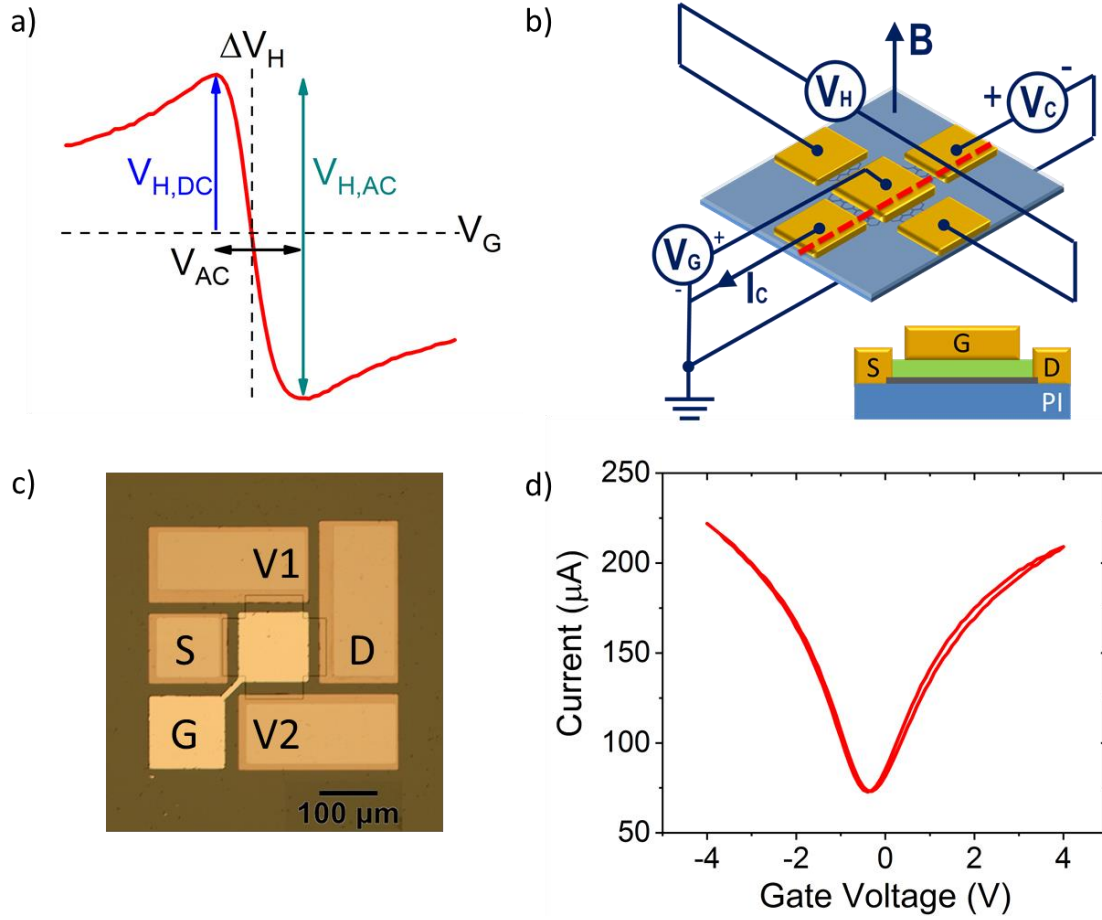 a)
ΔV_H
V_H,DC
V_H,AC
V_G
V_AC
b)
B
V_H
+ V_C -
V_G +
-
I_C
G
S D
PI
c)
V1
S D
G V2
100 µm
d)
250
200
150
100
50
Current (µA)
-4 -2 0 2 4
Gate Voltage (V)